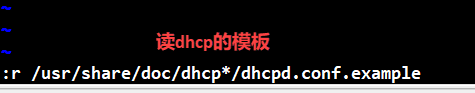 ~
~
~
读dhcp的模板
:r /usr/share/doc/dhcp*/dhcpd.conf.example